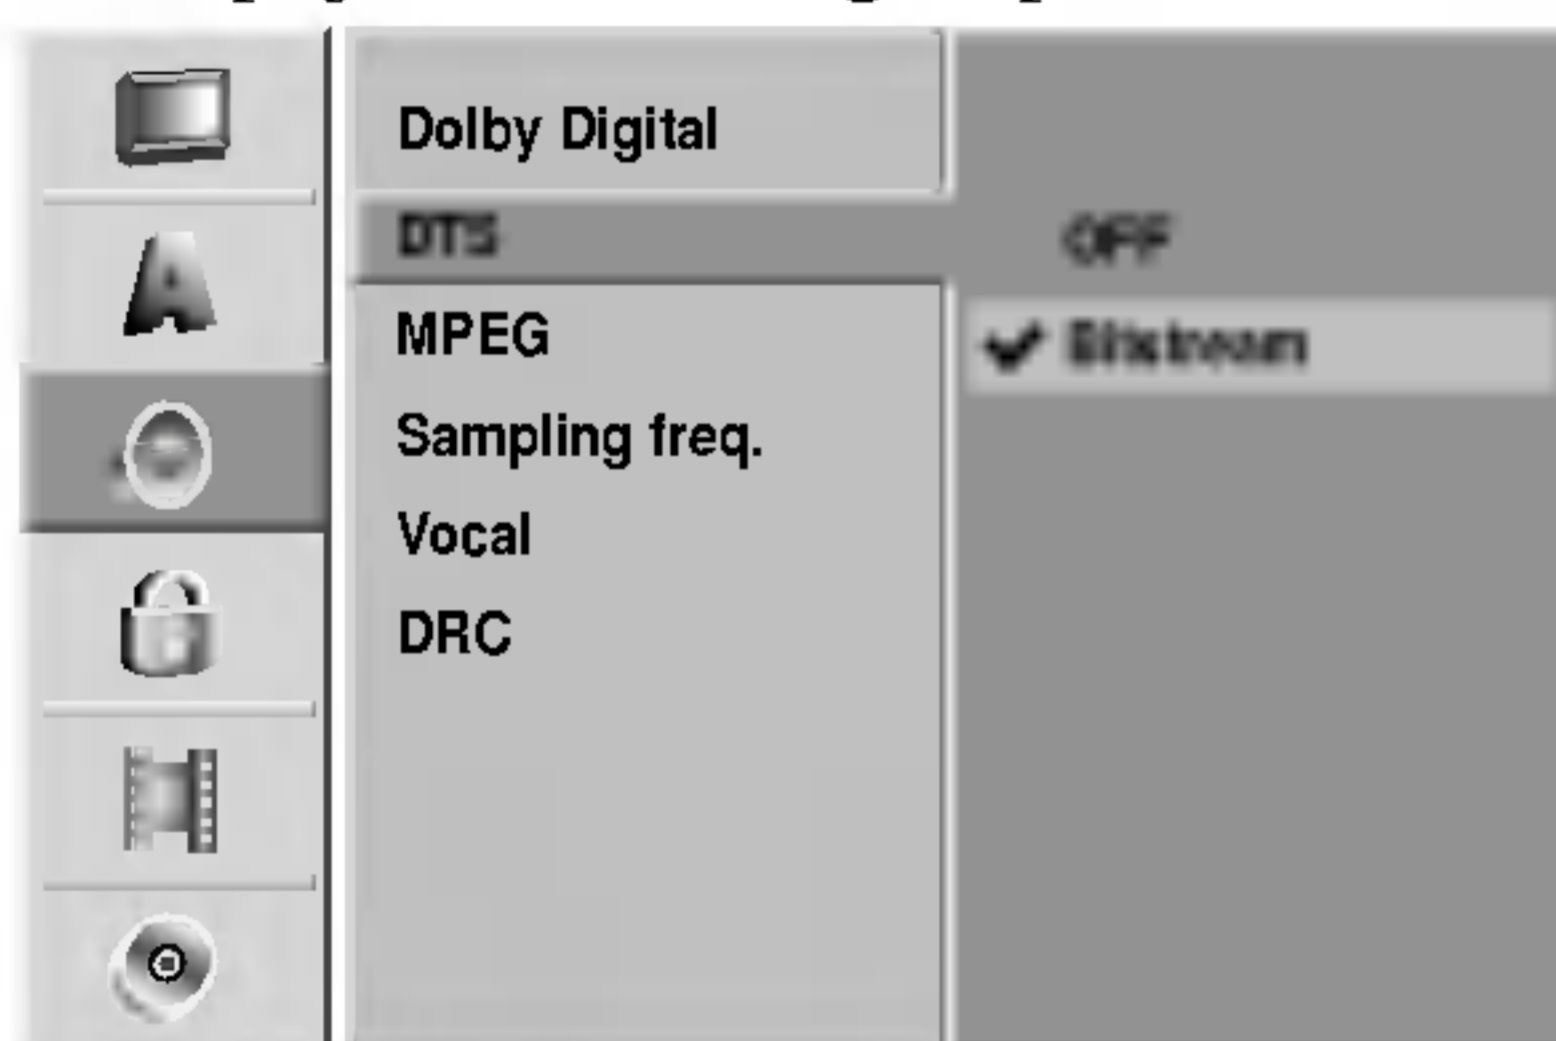 Dolby Digital
DTS
OFF
MPEG
Bitstream
Sampling freq.
Vocal
DRC